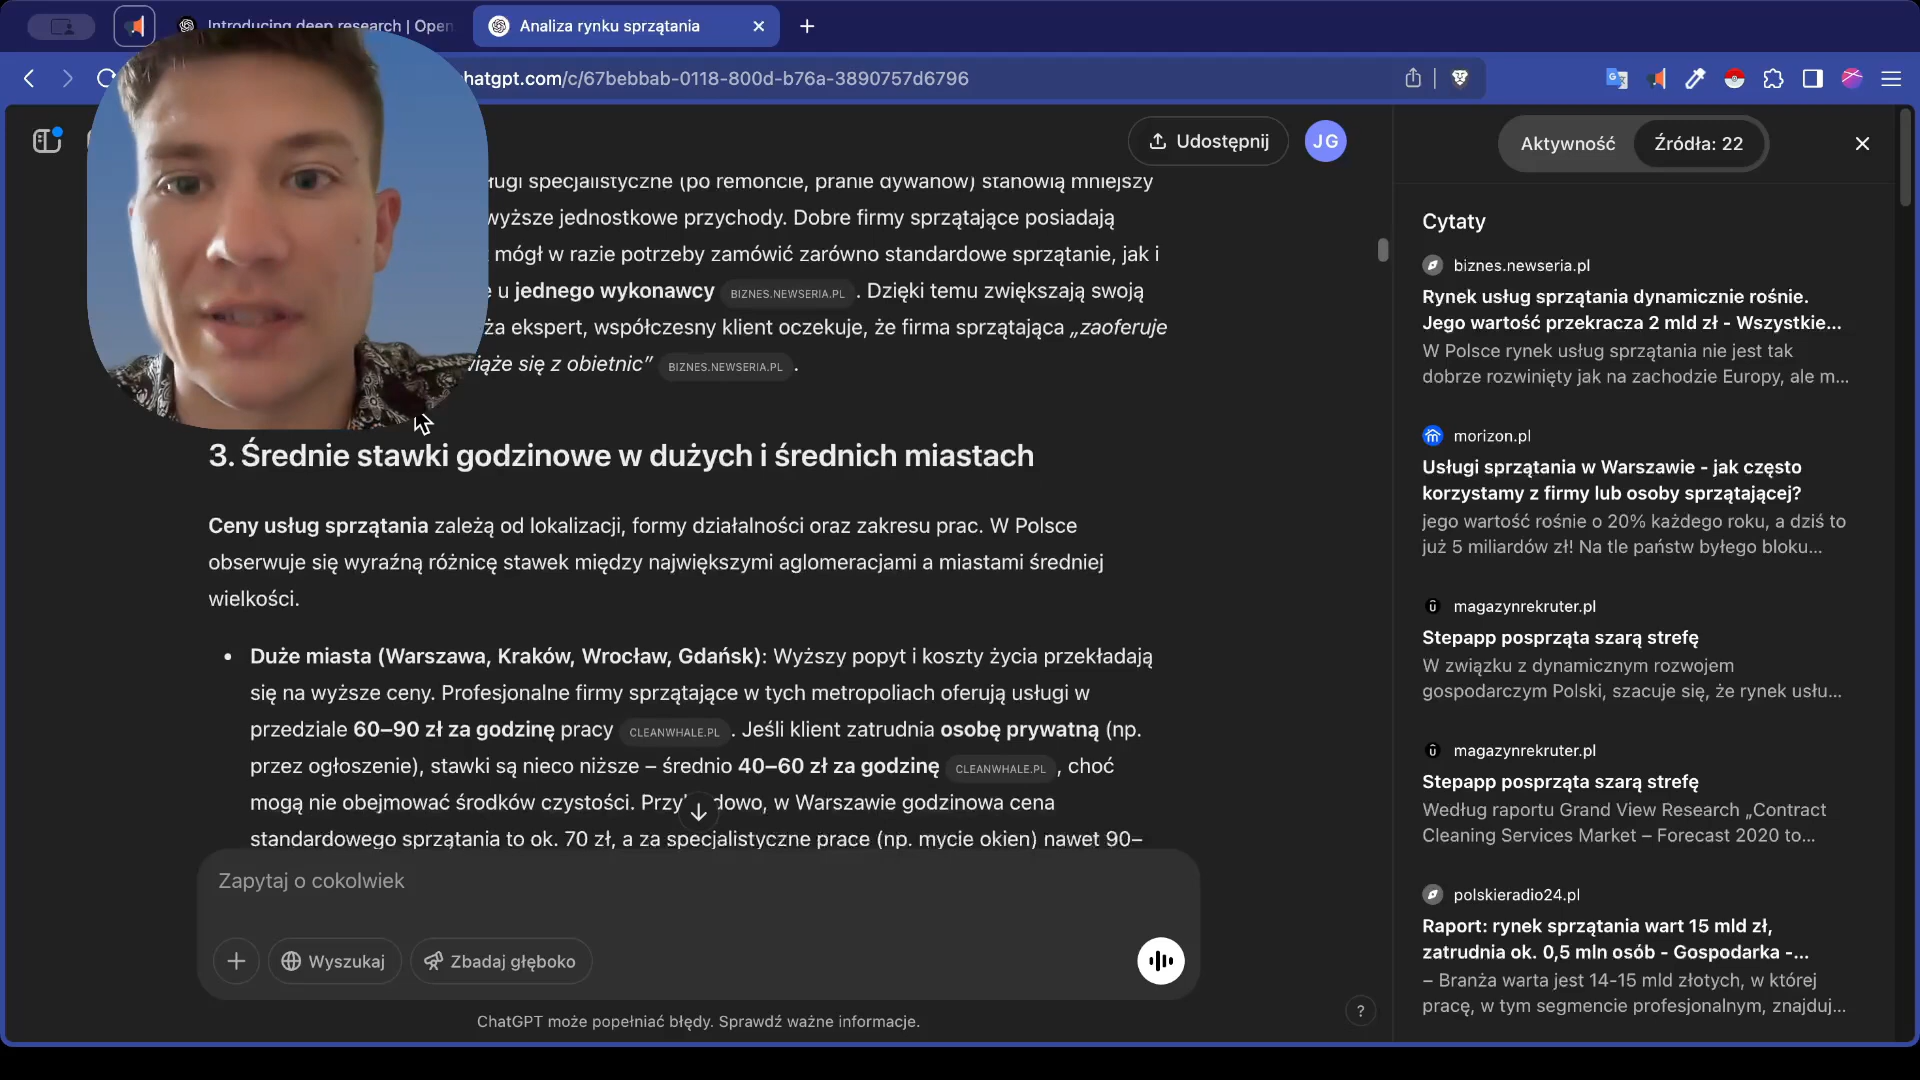 Introducing deep research | Open
Analiza rynku sprzątania
hatgpt.com/c/67bebbab-0118-800d-b76a-3890757d6796
Udostępnij
JG
Aktywność
Źródła: 22
ługi specjalistyczne (po remoncie, pranie dywanów) stanowią mniejszy
wyższe jednostkowe przychody. Dobre firmy sprzątające posiadają
mógł w razie potrzeby zamówić zarówno standardowe sprzątanie, jak i
u jednego wykonawcy BIZNES.NEWSERIA.PL . Dzięki temu zwiększają swoją
ża ekspert, współczesny klient oczekuje, że firma sprzątająca „zaoferuje
wiąże się z obietnic” BIZNES.NEWSERIA.PL .
3. Średnie stawki godzinowe w dużych i średnich miastach
Ceny usług sprzątania zależą od lokalizacji, formy działalności oraz zakresu prac. W Polsce
obserwuje się wyraźną różnicę stawek między największymi aglomeracjami a miastami średniej
wielkości.
• Duże miasta (Warszawa, Kraków, Wrocław, Gdańsk): Wyższy popyt i koszty życia przekładają
się na wyższe ceny. Profesjonalne firmy sprzątające w tych metropoliach oferują usługi w
przedziale 60–90 zł za godzinę pracy CLEANWHALE.PL . Jeśli klient zatrudnia osobę prywatną (np.
przez ogłoszenie), stawki są nieco niższe – średnio 40–60 zł za godzinę CLEANWHALE.PL , choć
mogą nie obejmować środków czystości. Przy dowo, w Warszawie godzinowa cena
standardowego sprzątania to ok. 70 zł, a za specjalistyczne prace (np. mycie okien) nawet 90–
Zapytaj o cokolwiek
Wyszukaj
Zbadaj głęboko
ChatGPT może popełniać błędy. Sprawdź ważne informacje.
?
Cytaty
biznes.newseria.pl
Rynek usług sprzątania dynamicznie rośnie.
Jego wartość przekracza 2 mld zł - Wszystkie...
W Polsce rynek usług sprzątania nie jest tak
dobrze rozwinięty jak na zachodzie Europy, ale m...
morizon.pl
Usługi sprzątania w Warszawie - jak często
korzystamy z firmy lub osoby sprzątającej?
jego wartość rośnie o 20% każdego roku, a dziś to
już 5 miliardów zł! Na tle państw byłego bloku...
magazynrekruter.pl
Stepapp posprząta szarą strefę
W związku z dynamicznym rozwojem
gospodarczym Polski, szacuje się, że rynek usłu...
magazynrekruter.pl
Stepapp posprząta szarą strefę
Według raportu Grand View Research „Contract
Cleaning Services Market – Forecast 2020 to...
polskieradio24.pl
Raport: rynek sprzątania wart 15 mld zł,
zatrudnia ok. 0,5 mln osób - Gospodarka -...
– Branża warta jest 14-15 mld złotych, w której
pracę, w tym segmencie profesjonalnym, znajduj...